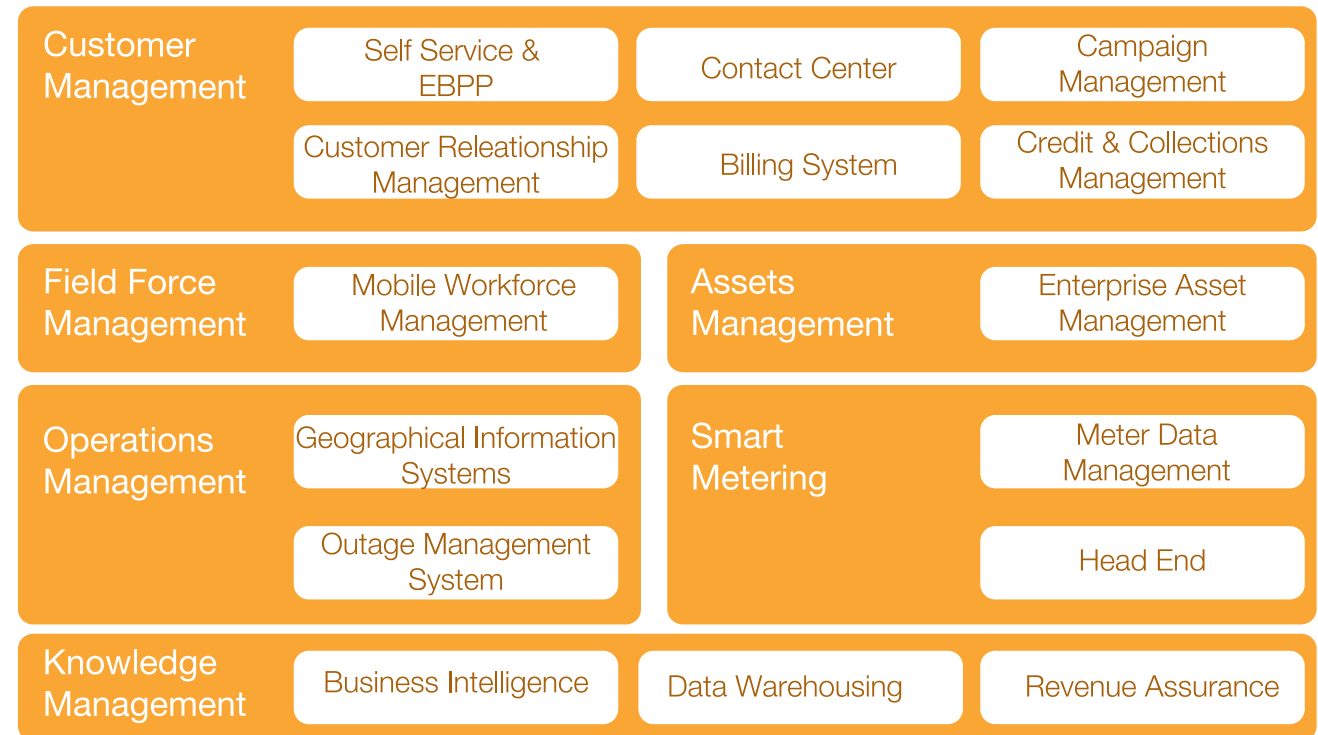 Customer
Management
Self Service &
EBPP
Contact Center
Campaign
Management
Customer Releationship
Management
Billing System
Credit & Collections
Management
Field Force
Management
Mobile Workforce
Management
Assets
Management
Enterprise Asset
Management
Operations
Management
Geographical Information
Systems
Outage Management
System
Smart
Metering
Meter Data
Management
Head End
Knowledge
Management
Business Intelligence
Data Warehousing
Revenue Assurance